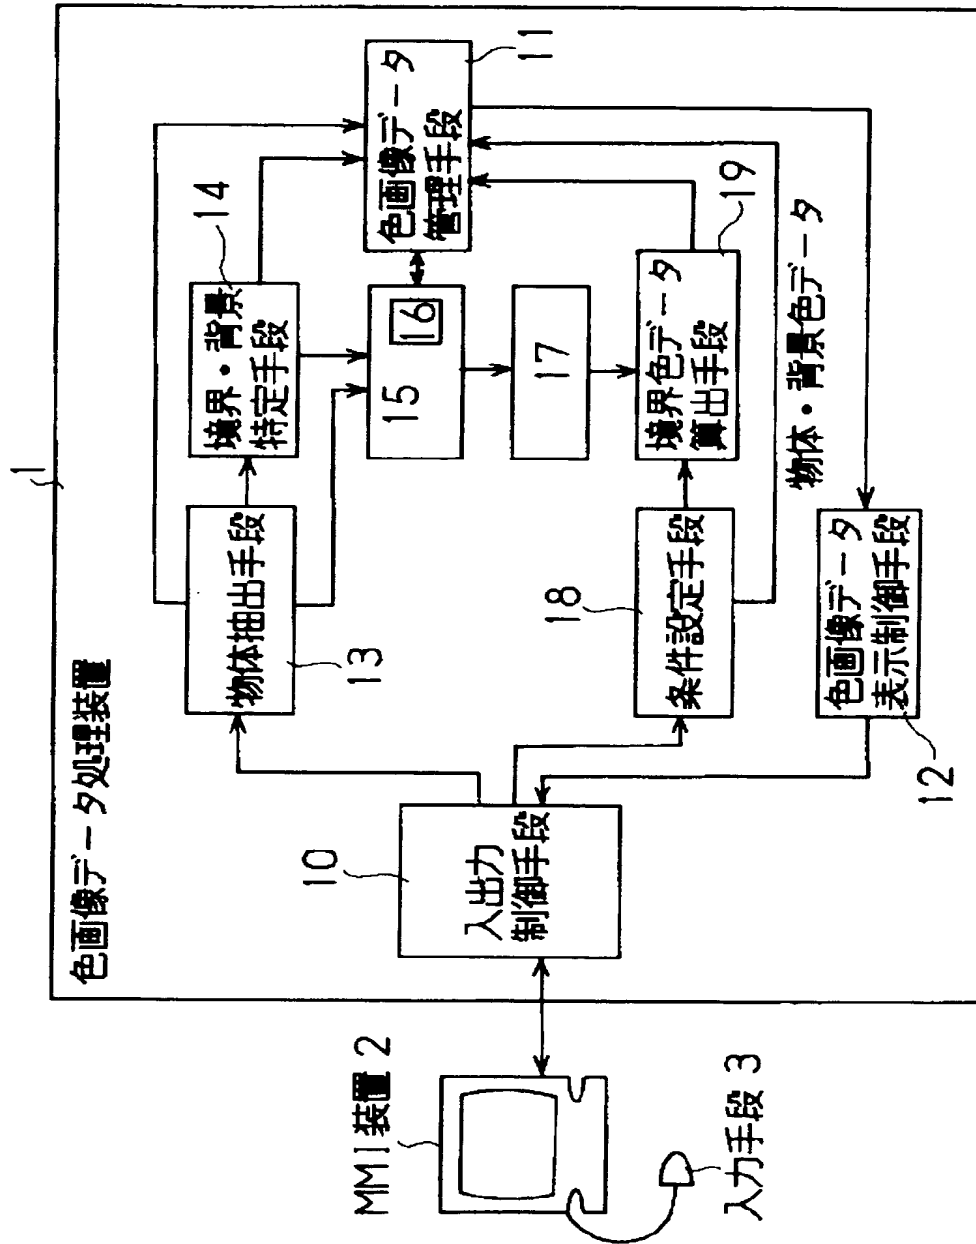 1
色画像データ処理装置
MMI装置 2
入力手段 3
10
入出力
制御手段
物体抽出手段
13
境界・背景
特定手段
14
色画像データ
管理手段
11
15
16
17
条件設定手段
18
境界色データ
算出手段
19
物体・背景色データ
色画像データ
表示制御手段
12